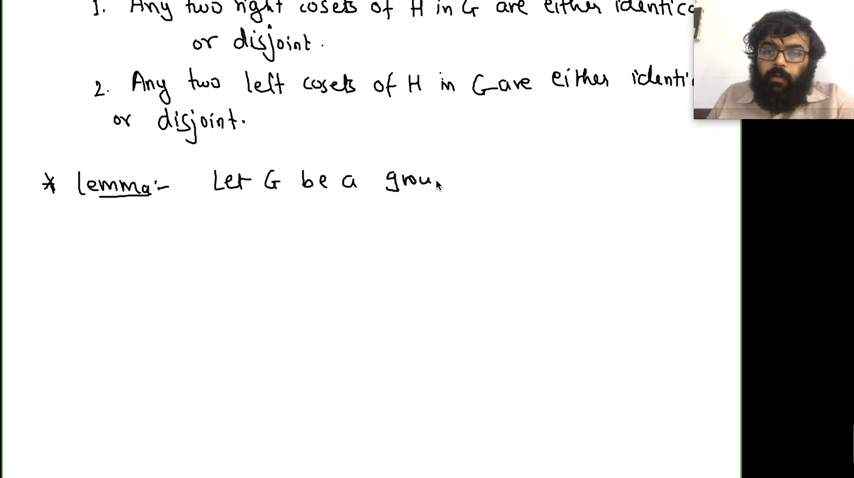 1. Any two right cosets of H in G are either identica
or disjoint.
2. Any two left cosets of H in G are either identi
or disjoint.
* lemma:- Let G be a grou